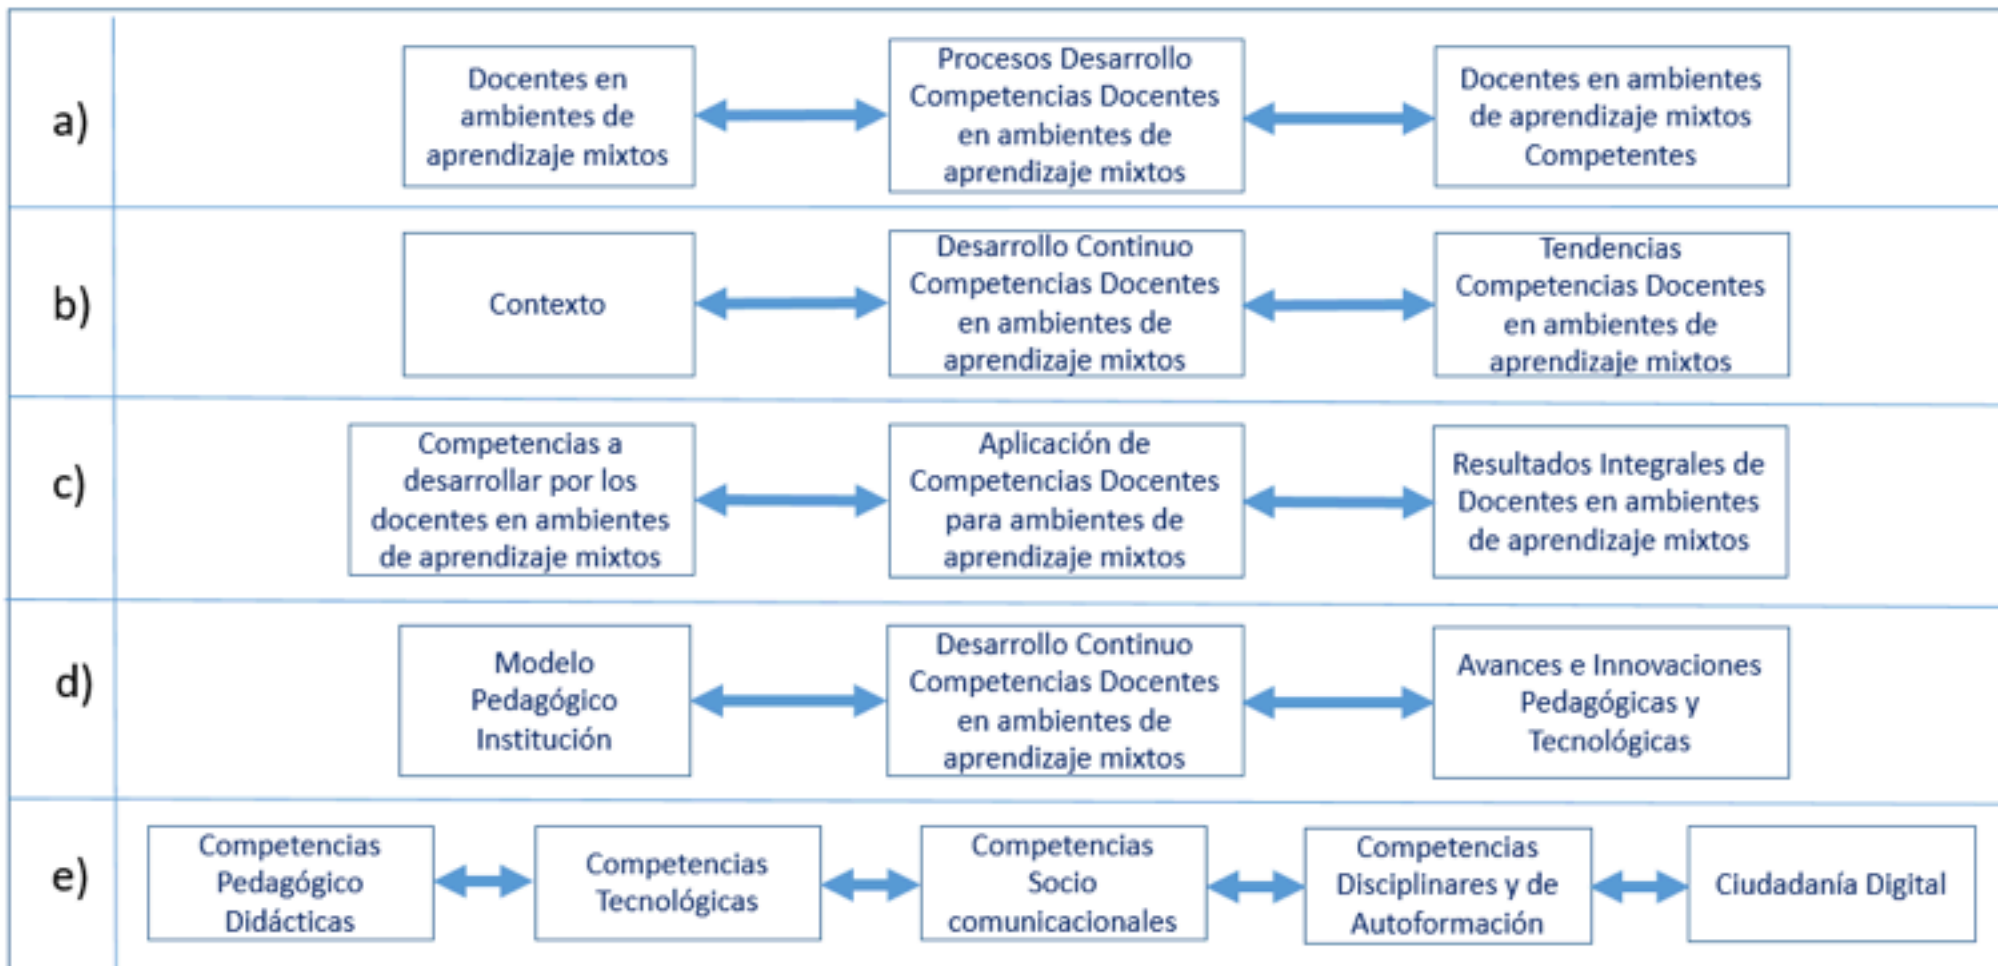 a)
Docentes en
ambientes de
aprendizaje mixtos
Procesos Desarrollo
Competencias Docentes
en ambientes de
aprendizaje mixtos
Docentes en ambientes
de aprendizaje mixtos
Competentes
b)
Contexto
Desarrollo Continuo
Competencias Docentes
en ambientes de
aprendizaje mixtos
Tendencias
Competencias Docentes
en ambientes de
aprendizaje mixtos
c)
Competencias a
desarrollar por los
docentes en ambientes
de aprendizaje mixtos
Aplicación de
Competencias Docentes
para ambientes de
aprendizaje mixtos
Resultados Integrales de
Docentes en ambientes
de aprendizaje mixtos
d)
Modelo
Pedagógico
Institución
Desarrollo Continuo
Competencias Docentes
en ambientes de
aprendizaje mixtos
Avances e Innovaciones
Pedagógicas y
Tecnológicas
e)
Competencias
Pedagógico
Didácticas
Competencias
Tecnológicas
Competencias
Socio
comunicacionales
Competencias
Disciplinares y de
Autoformación
Ciudadanía Digital